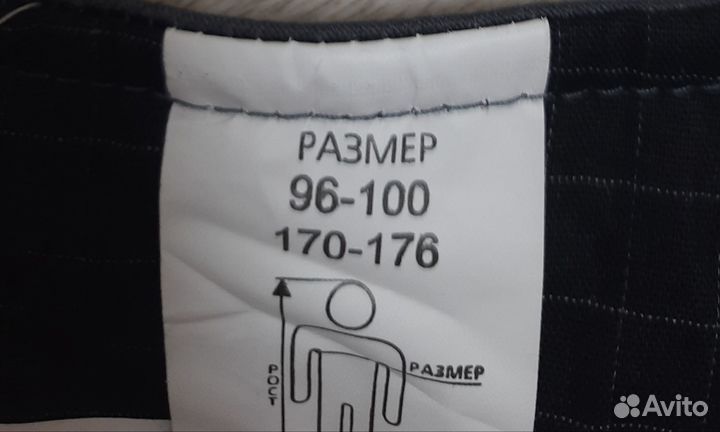 РАЗМЕР
96-100
170-176
РОСТ
РАЗМЕР
Avito